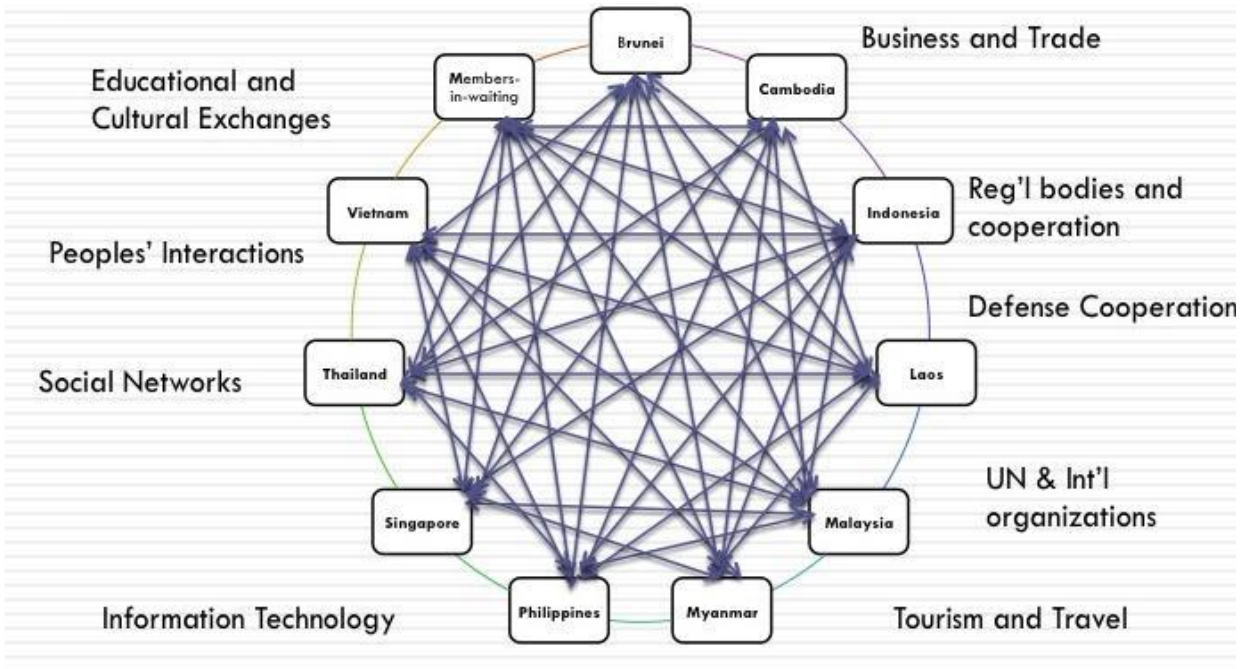 Brunei
Business and Trade
Members-
in-waiting
Cambodia
Educational and
Cultural Exchanges
Vietnam
Indonesia
Reg'l bodies and
cooperation
Peoples' Interactions
Defense Cooperation
Thailand
Laos
Social Networks
UN & Int'l
organizations
Singapore
Malaysia
Philippines
Myanmar
Information Technology
Tourism and Travel